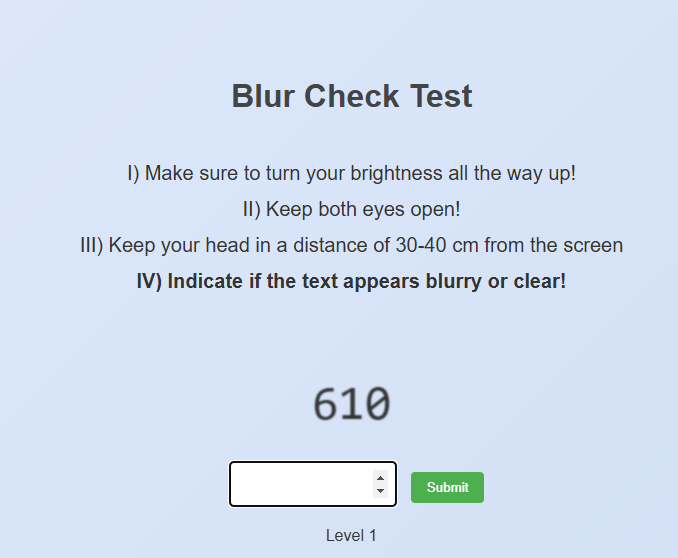 Blur Check Test
I) Make sure to turn your brightness all the way up!
II) Keep both eyes open!
III) Keep your head in a distance of 30-40 cm from the screen
IV) Indicate if the text appears blurry or clear!
610
Submit
Level 1